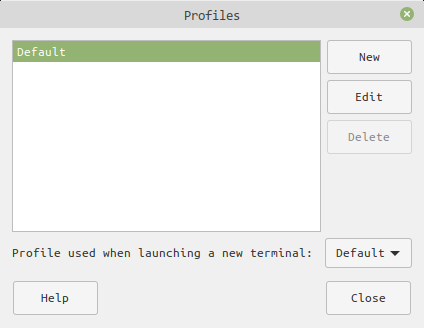 Profiles
Default
New
Edit
Delete
Profile used when launching a new terminal: Default
Help
Close